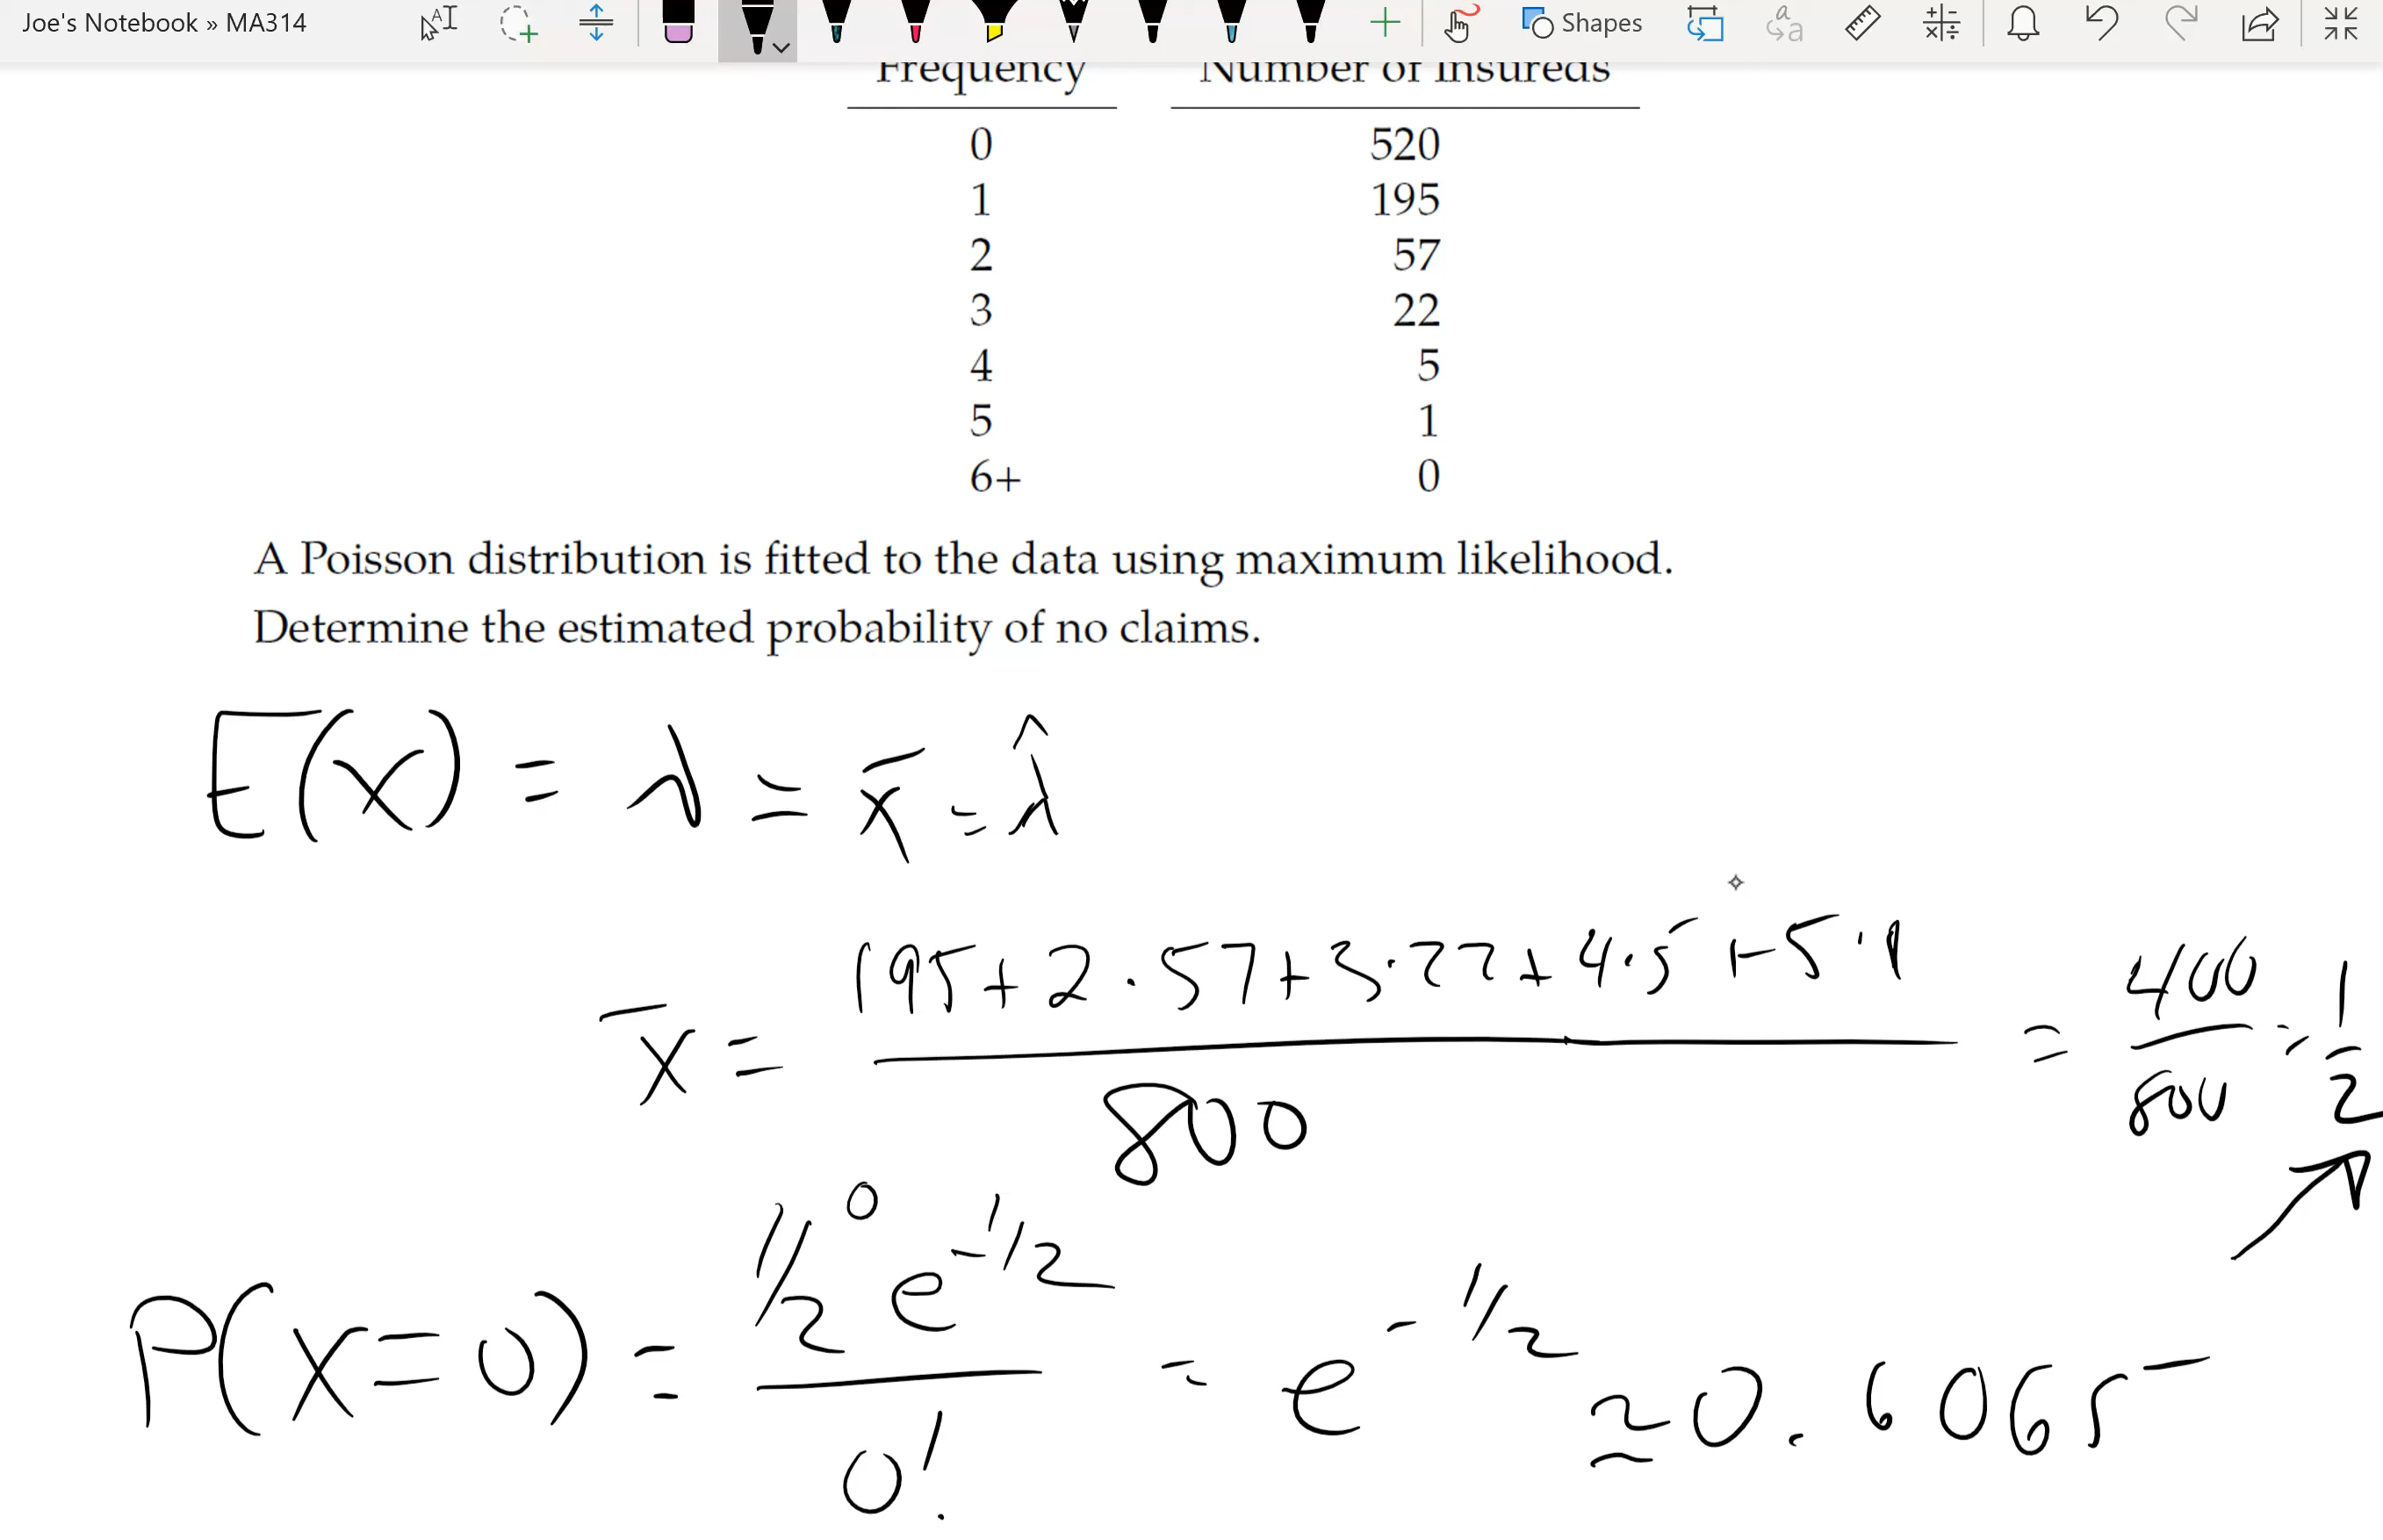 Joe's Notebook » MA314
Shapes
Frequency Number of Insureds
0 520
1 195
2 57
3 22
4 5
5 1
6+ 0
A Poisson distribution is fitted to the data using maximum likelihood.
Determine the estimated probability of no claims.
E(x) = λ = x̄ = λ̂
x̄ = (195 + 2 · 57 + 3 · 22 + 4 · 5 + 5 · 1) / 800 = 400/800 = 1/2
P(x=0) = (1/2⁰ e^(-1/2)) / 0! = e^(-1/2) ≈ 0.6065